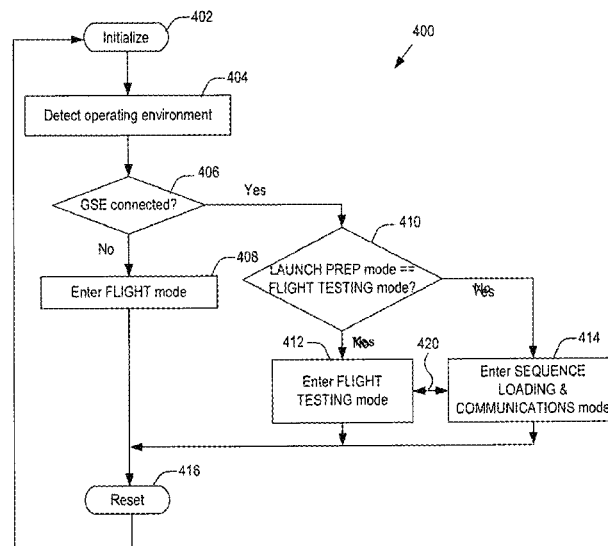 402
Initialize
400
404
Detect operating environment
406
GSE connected?
Yes
410
No
408
LAUNCH PREP mode ==
FLIGHT TESTING mode?
Enter FLIGHT mode
412
420
414
Enter FLIGHT
TESTING mode
Enter SEQUENCE
LOADING &
COMMUNICATIONS mode
416
Reset